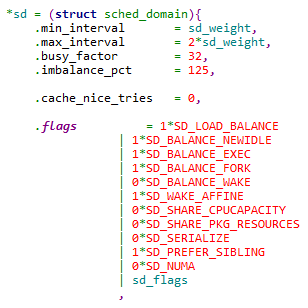 *sd = (struct sched_domain){
.min_interval = sd_weight,
.max_interval = 2*sd_weight,
.busy_factor = 32,
.imbalance_pct = 125,
.cache_nice_tries = 0,
.flags = 1*SD_LOAD_BALANCE
| 1*SD_BALANCE_NEWIDLE
| 1*SD_BALANCE_EXEC
| 1*SD_BALANCE_FORK
| 0*SD_BALANCE_WAKE
| 1*SD_WAKE_AFFINE
| 0*SD_SHARE_CPUCAPACITY
| 0*SD_SHARE_PKG_RESOURCES
| 0*SD_SERIALIZE
| 1*SD_PREFER_SIBLING
| 0*SD_NUMA
| sd_flags
,